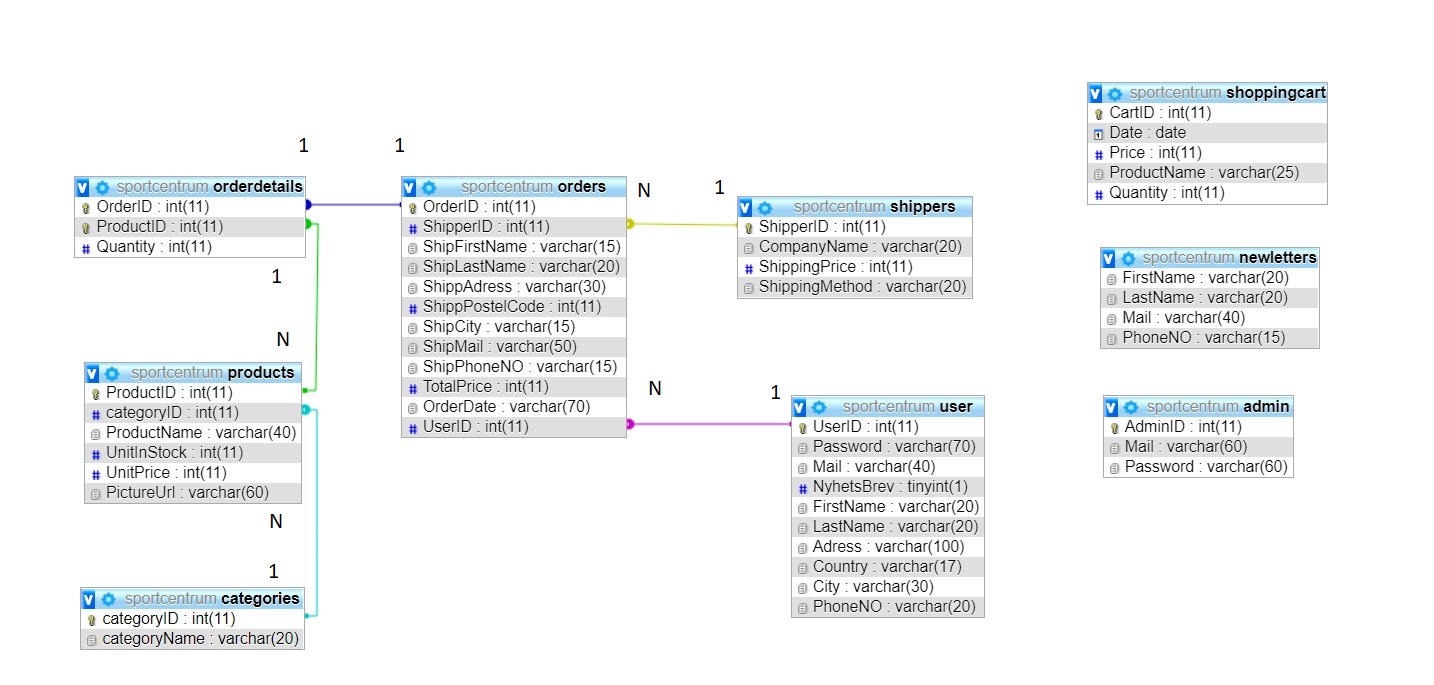 1
1
sportcentrum orderdetails
OrderID : int(11)
ProductID : int(11)
Quantity : int(11)
1
N
sportcentrum products
ProductID : int(11)
categoryID : int(11)
ProductName : varchar(40)
UnitInStock : int(11)
UnitPrice : int(11)
PictureUrl : varchar(60)
N
1
sportcentrum categories
categoryID : int(11)
categoryName : varchar(20)
sportcentrum orders
OrderID : int(11)
ShipperID : int(11)
ShipFirstName : varchar(15)
ShipLastName : varchar(20)
ShippAdress : varchar(30)
ShippPostelCode : int(11)
ShipCity : varchar(15)
ShipMail : varchar(50)
ShipPhoneNO : varchar(15)
TotalPrice : int(11)
OrderDate : varchar(70)
UserID : int(11)
N
1
sportcentrum shippers
ShipperID : int(11)
CompanyName : varchar(20)
ShippingPrice : int(11)
ShippingMethod : varchar(20)
N
1
sportcentrum user
UserID : int(11)
Password : varchar(70)
Mail : varchar(40)
NyhetsBrev : tinyint(1)
FirstName : varchar(20)
LastName : varchar(20)
Adress : varchar(100)
Country : varchar(17)
City : varchar(30)
PhoneNO : varchar(20)
sportcentrum shoppingcart
CartID : int(11)
Date : date
Price : int(11)
ProductName : varchar(25)
Quantity : int(11)
sportcentrum newletters
FirstName : varchar(20)
LastName : varchar(20)
Mail : varchar(40)
PhoneNO : varchar(15)
sportcentrum admin
AdminID : int(11)
Mail : varchar(60)
Password : varchar(60)